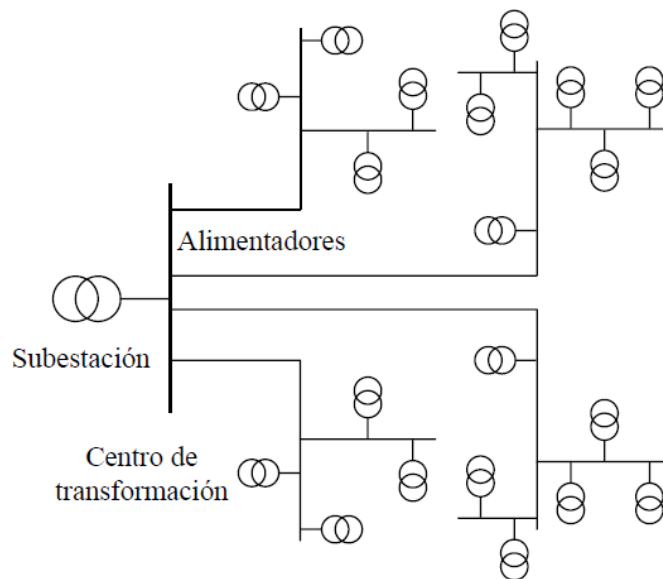 Alimentadores
Subestación
Centro de
transformación